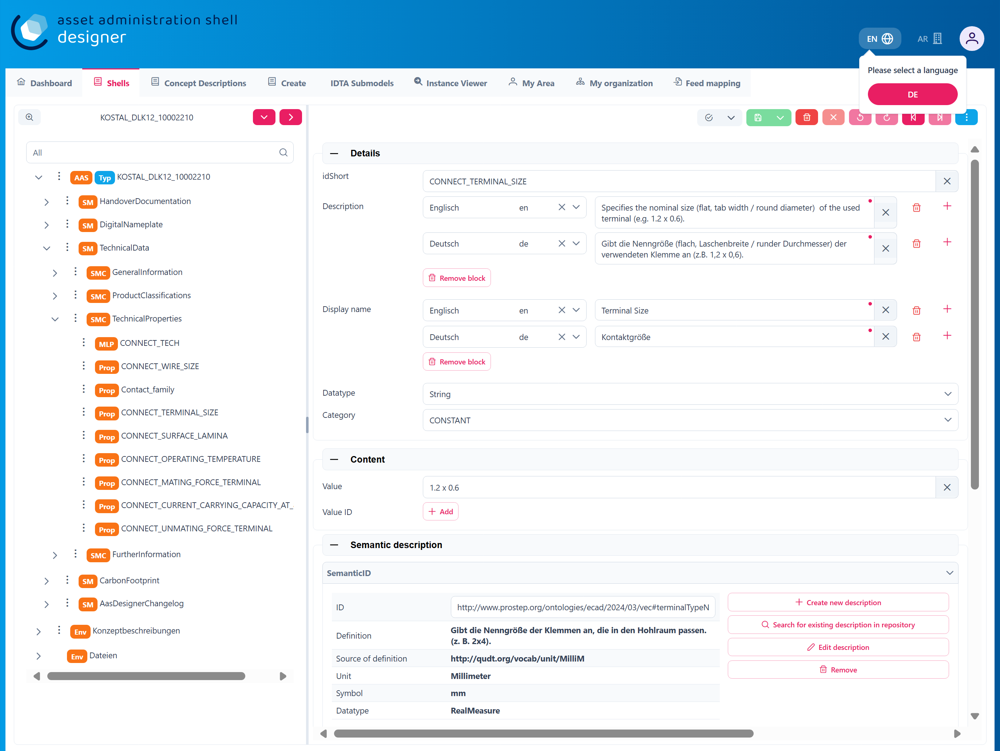 asset administration shell
designer
EN
AR
Please select a language
DE
Dashboard
Shells
Concept Descriptions
Create
IDTA Submodels
Instance Viewer
My Area
My organization
Feed mapping
KOSTAL_DLK12_10002210
All
AAS Typ KOSTAL_DLK12_10002210
SM HandoverDocumentation
SM DigitalNameplate
SM TechnicalData
SMC GeneralInformation
SMC ProductClassifications
SMC TechnicalProperties
MLP CONNECT_TECH
Prop CONNECT_WIRE_SIZE
Prop Contact_family
Prop CONNECT_TERMINAL_SIZE
Prop CONNECT_SURFACE_LAMINA
Prop CONNECT_OPERATING_TEMPERATURE
Prop CONNECT_MATING_FORCE_TERMINAL
Prop CONNECT_CURRENT_CARRYING_CAPACITY_AT_
Prop CONNECT_UNMATING_FORCE_TERMINAL
SMC FurtherInformation
SM CarbonFootprint
SM AasDesignerChangelog
Env Konzeptbeschreibungen
Env Dateien
Details
idShort
CONNECT_TERMINAL_SIZE
Description
Englisch en
Specifies the nominal size (flat, tab width / round diameter) of the used
terminal (e.g. 1.2 x 0.6).
Deutsch de
Gibt die Nenngröße (flach, Laschenbreite / runder Durchmesser) der
verwendeten Klemme an (z.B. 1,2 x 0,6).
Remove block
Display name
Englisch en
Terminal Size
Deutsch de
Kontaktgröße
Remove block
Datatype
String
Category
CONSTANT
Content
Value
1.2 x 0.6
Value ID
Add
Semantic description
SemanticID
ID
http://www.prostep.org/ontologies/ecad/2024/03/vec#terminalTypeN
Definition
Gibt die Nenngröße der Klemmen an, die in den Hohlraum passen.
(z. B. 2x4).
Source of definition
http://qudt.org/vocab/unit/MilliM
Unit
Millimeter
Symbol
mm
Datatype
RealMeasure
Create new description
Search for existing description in repository
Edit description
Remove